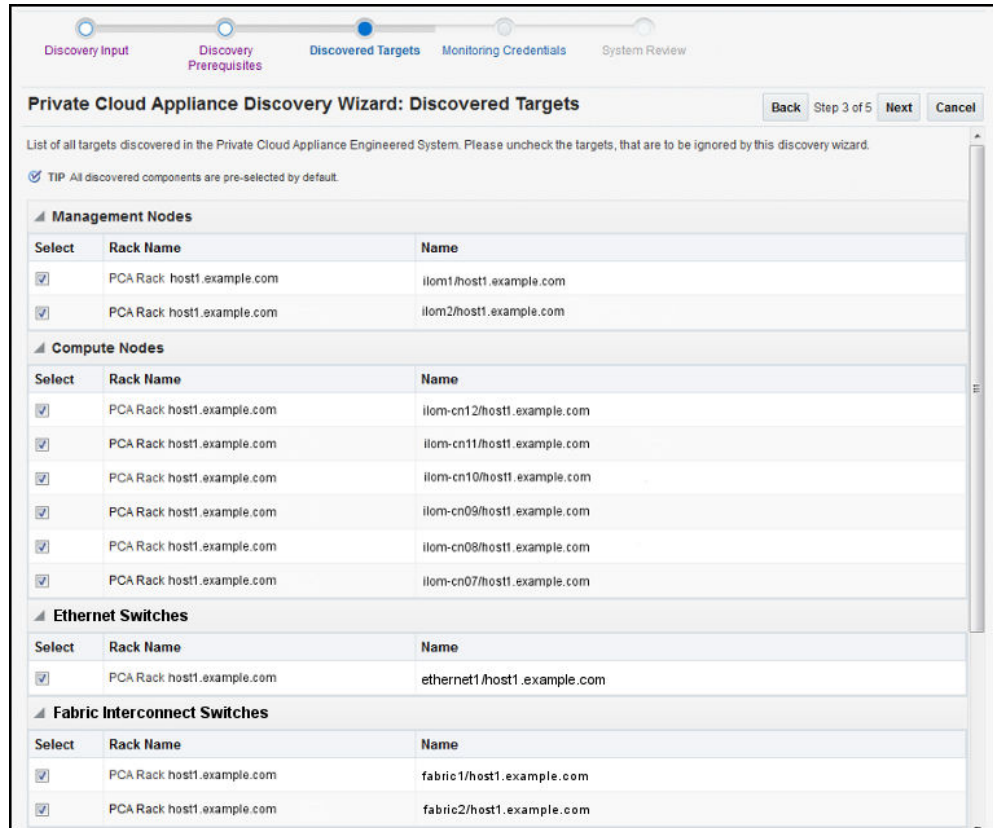 Discovery Input
Discovery Prerequisites
Discovered Targets
Monitoring Credentials
System Review
Private Cloud Appliance Discovery Wizard: Discovered Targets
Back Step 3 of 5 Next Cancel
List of all targets discovered in the Private Cloud Appliance Engineered System. Please uncheck the targets, that are to be ignored by this discovery wizard.
TIP All discovered components are pre-selected by default.
Management Nodes
Select Rack Name Name
PCA Rack host1.example.com ilom1/host1.example.com
PCA Rack host1.example.com ilom2/host1.example.com
Compute Nodes
Select Rack Name Name
PCA Rack host1.example.com ilom-cn12/host1.example.com
PCA Rack host1.example.com ilom-cn11/host1.example.com
PCA Rack host1.example.com ilom-cn10/host1.example.com
PCA Rack host1.example.com ilom-cn09/host1.example.com
PCA Rack host1.example.com ilom-cn08/host1.example.com
PCA Rack host1.example.com ilom-cn07/host1.example.com
Ethernet Switches
Select Rack Name Name
PCA Rack host1.example.com ethernet1/host1.example.com
Fabric Interconnect Switches
Select Rack Name Name
PCA Rack host1.example.com fabric1/host1.example.com
PCA Rack host1.example.com fabric2/host1.example.com